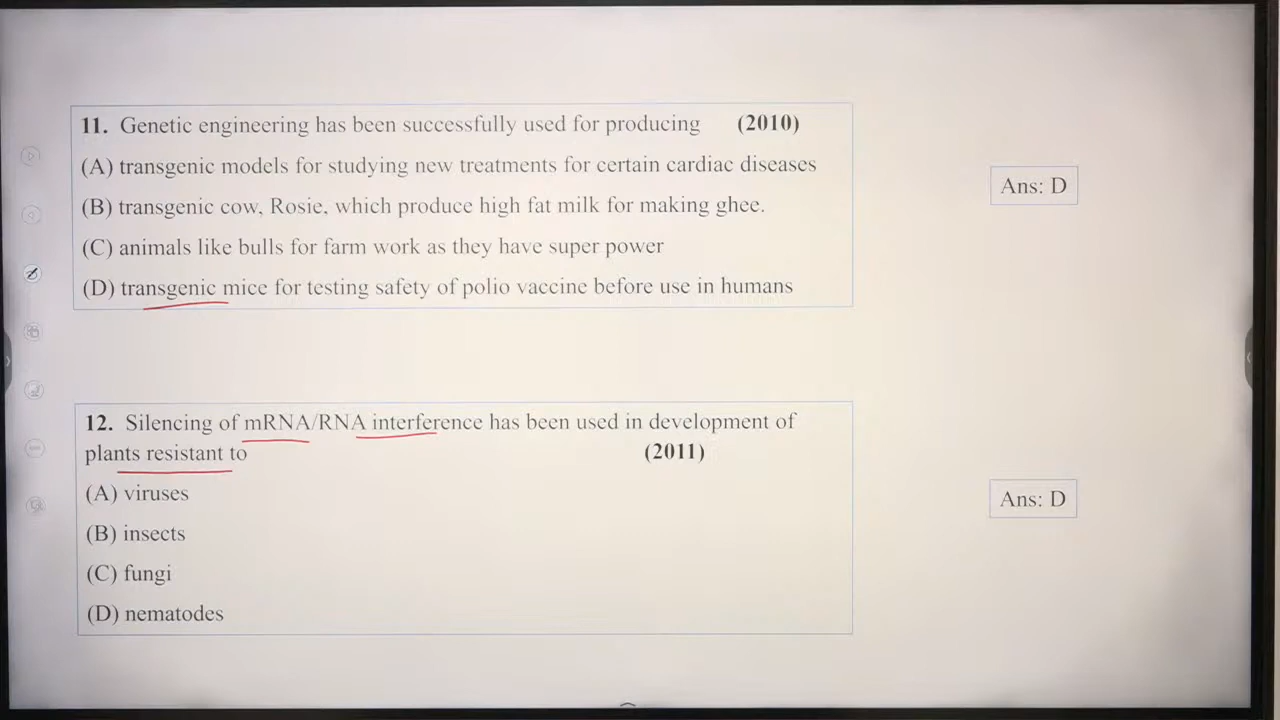 11. Genetic engineering has been successfully used for producing (2010)
(A) transgenic models for studying new treatments for certain cardiac diseases
(B) transgenic cow, Rosie, which produce high fat milk for making ghee.
(C) animals like bulls for farm work as they have super power
(D) transgenic mice for testing safety of polio vaccine before use in humans
Ans: D
12. Silencing of mRNA/RNA interference has been used in development of
plants resistant to (2011)
(A) viruses
(B) insects
(C) fungi
(D) nematodes
Ans: D